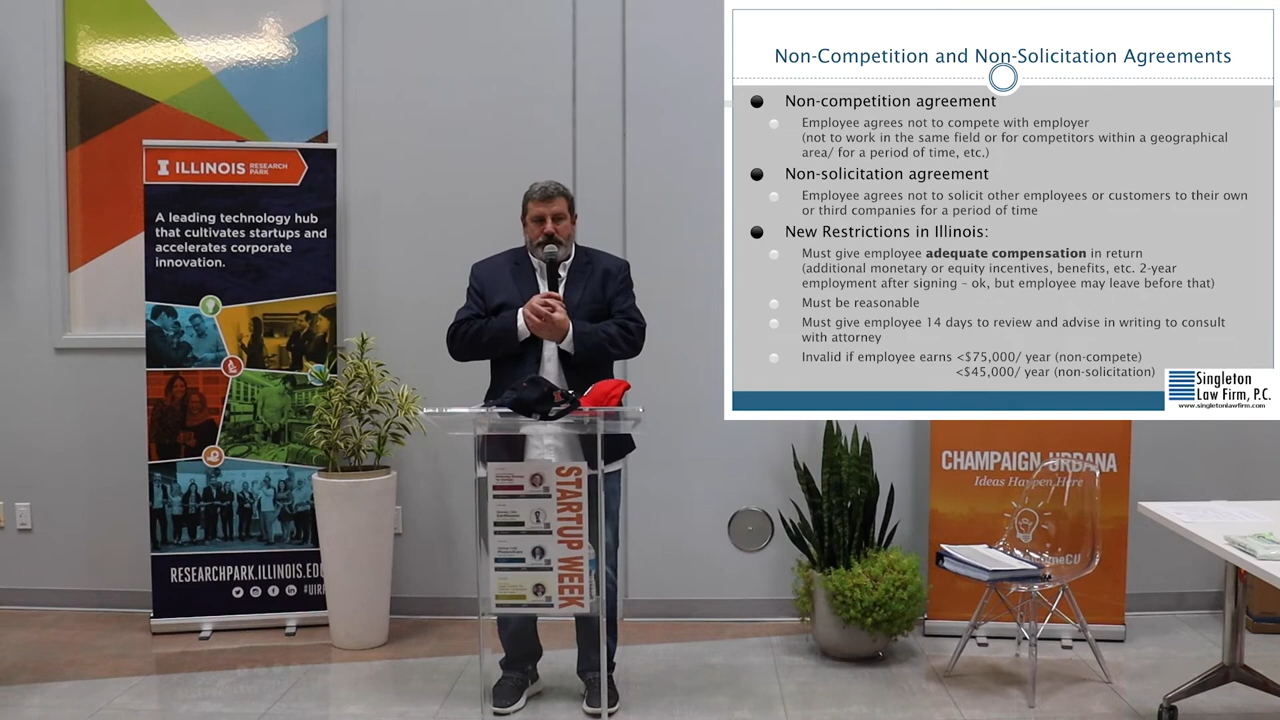 Non-Competition and Non-Solicitation Agreements
Non-competition agreement
Employee agrees not to compete with employer
(not to work in the same field or for competitors within a geographical
area/ for a period of time, etc.)
Non-solicitation agreement
Employee agrees not to solicit other employees or customers to their own
or third companies for a period of time
New Restrictions in Illinois:
Must give employee adequate compensation in return
(additional monetary or equity incentives, benefits, etc. 2-year
employment after signing – ok, but employee may leave before that)
Must be reasonable
Must give employee 14 days to review and advise in writing to consult
with attorney
Invalid if employee earns <$75,000/ year (non-compete)
<$45,000/ year (non-solicitation)
Singleton
Law Firm, P.C.
www.singletonlawfirm.com
I ILLINOIS RESEARCH
PARK
A leading technology hub
that cultivates startups and
accelerates corporate
innovation.
RESEARCHPARK.ILLINOIS.EDU
#UIRP
STARTUP WEEK
CHAMPAIGN-URBANA
Ideas Happen Here